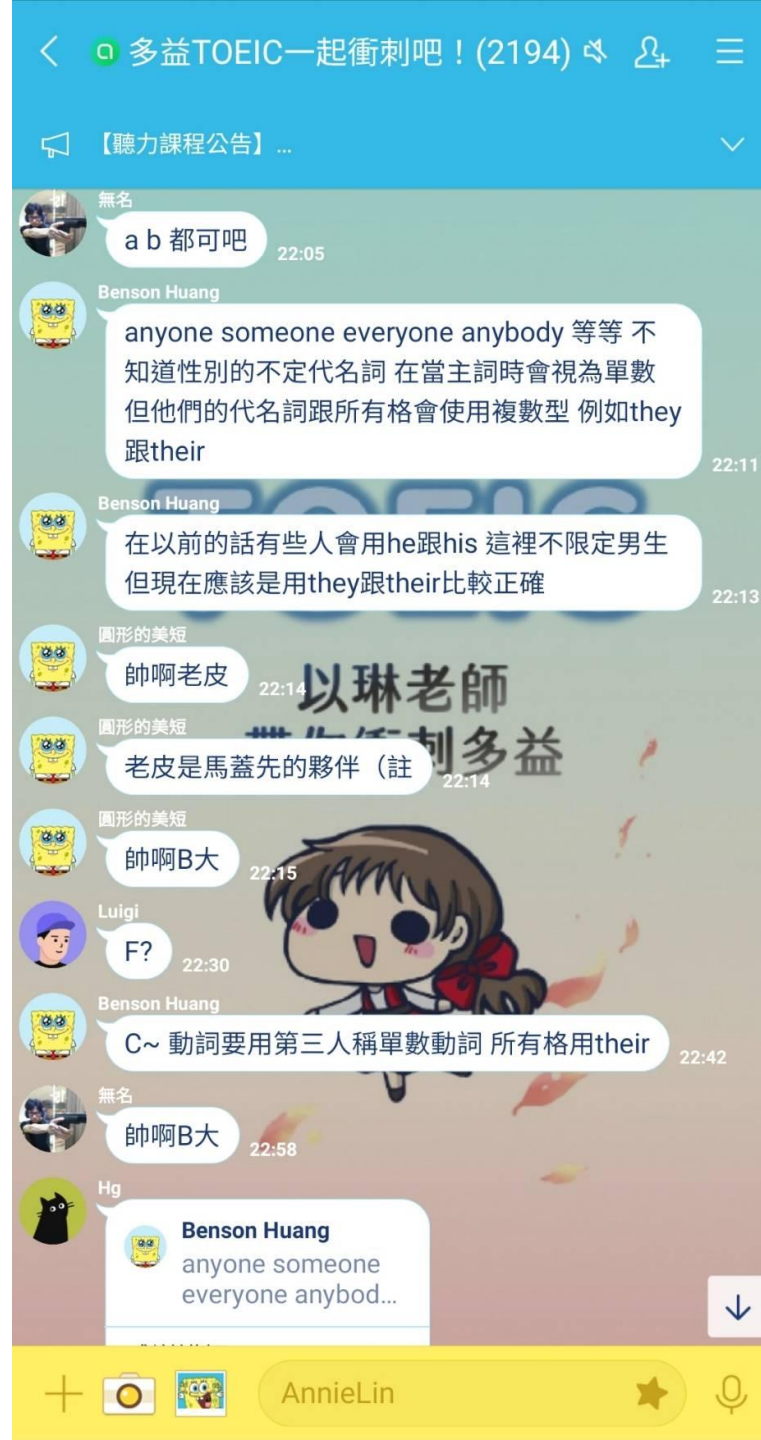 多益TOEIC一起衝刺吧！(2194)
【聽力課程公告】...
無名
a b 都可吧
22:05
Benson Huang
anyone someone everyone anybody 等等 不
知道性別的不定代名詞 在當主詞時會視為單數
但他們的代名詞跟所有格會使用複數型 例如they
跟their
22:11
Benson Huang
在以前的話有些人會用he跟his 這裡不限定男生
但現在應該是用they跟their比較正確
22:13
TOEIC
圓形的美短
帥啊老皮
22:14
以琳老師
圓形的美短
老皮是馬蓋先的夥伴（註
22:14
刺多益
圓形的美短
帥啊B大
22:15
Luigi
F?
22:30
Benson Huang
C~ 動詞要用第三人稱單數動詞 所有格用their
22:42
無名
帥啊B大
22:58
Hg
Benson Huang
anyone someone
everyone anybod...
AnnieLin